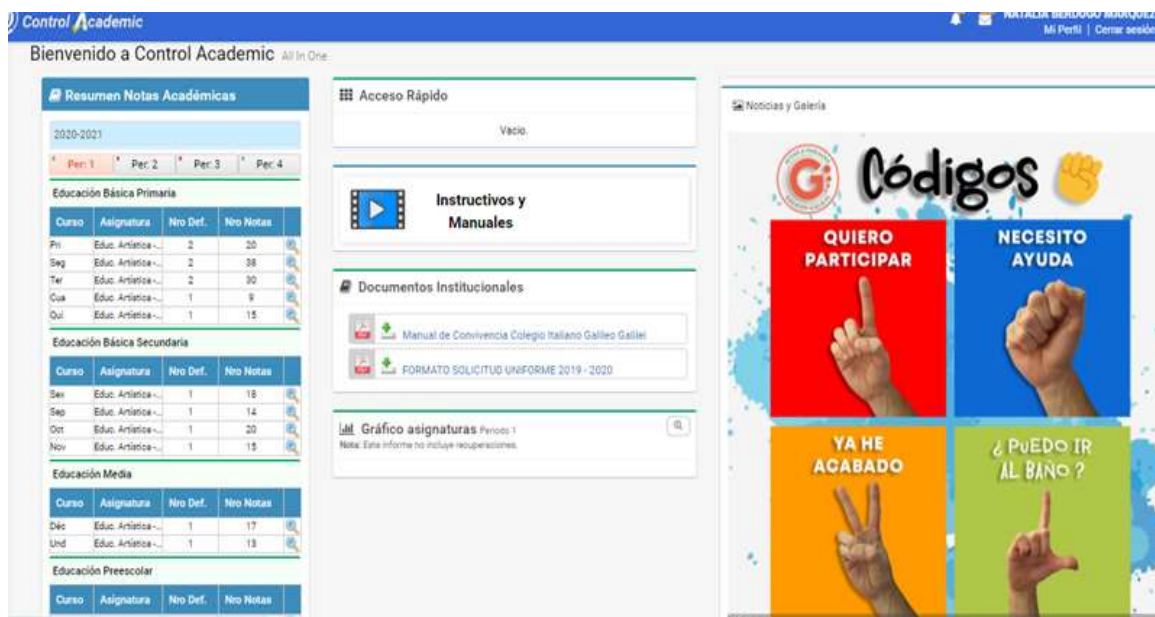 Control Academic
NATALIA BERDUGO MARQUEZ
Mi Perfil | Cerrar sesión
Bienvenido a Control Academic All In One
Resumen Notas Académicas
2020-2021
Per: 1 Per: 2 Per: 3 Per: 4
Educación Básica Primaria
Curso Asignatura Nro Def. Nro Notas
Pri Educ. Artística -... 2 20
Seg Educ. Artística -... 2 38
Ter Educ. Artística -... 2 30
Cua Educ. Artística -... 1 9
Qui Educ. Artística -... 1 15
Educación Básica Secundaria
Curso Asignatura Nro Def. Nro Notas
Sex Educ. Artística -... 1 18
Sep Educ. Artística -... 1 14
Oct Educ. Artística -... 1 20
Nov Educ. Artística -... 1 15
Educación Media
Curso Asignatura Nro Def. Nro Notas
Déc Educ. Artística -... 1 17
Und Educ. Artística -... 1 13
Educación Preescolar
Curso Asignatura Nro Def. Nro Notas
Acceso Rápido
Vacio.
Instructivos y
Manuales
Documentos Institucionales
Manual de Convivencia Colegio Italiano Galileo Galilei
FORMATO SOLICITUD UNIFORME 2019 - 2020
Gráfico asignaturas Periodo 1
Nota: Este informe no incluye recuperaciones.
Noticias y Galería
G
Códigos
QUIERO
PARTICIPAR
NECESITO
AYUDA
YA HE
ACABADO
¿ PUEDO IR
AL BAÑO ?